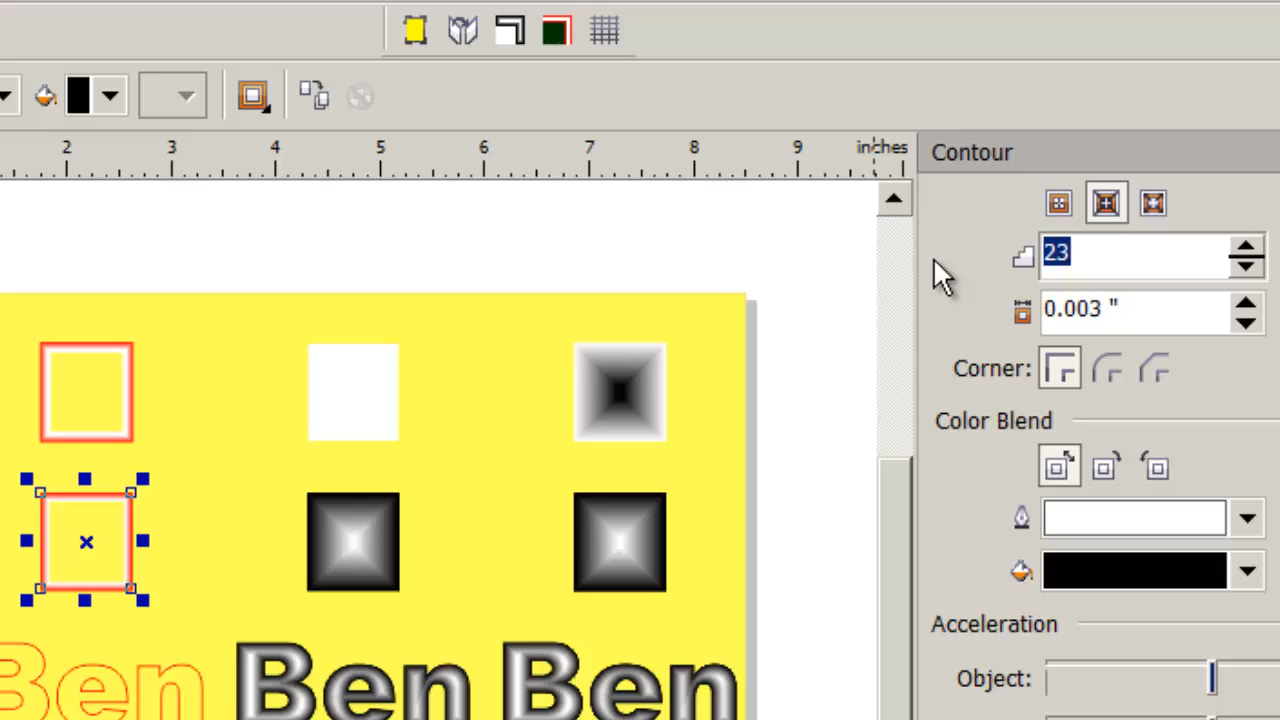 2 3 4 5 6 7 8 9 inches
Contour
23
0.003 "
Corner:
Color Blend
Acceleration
Object:
Ben Ben Ben